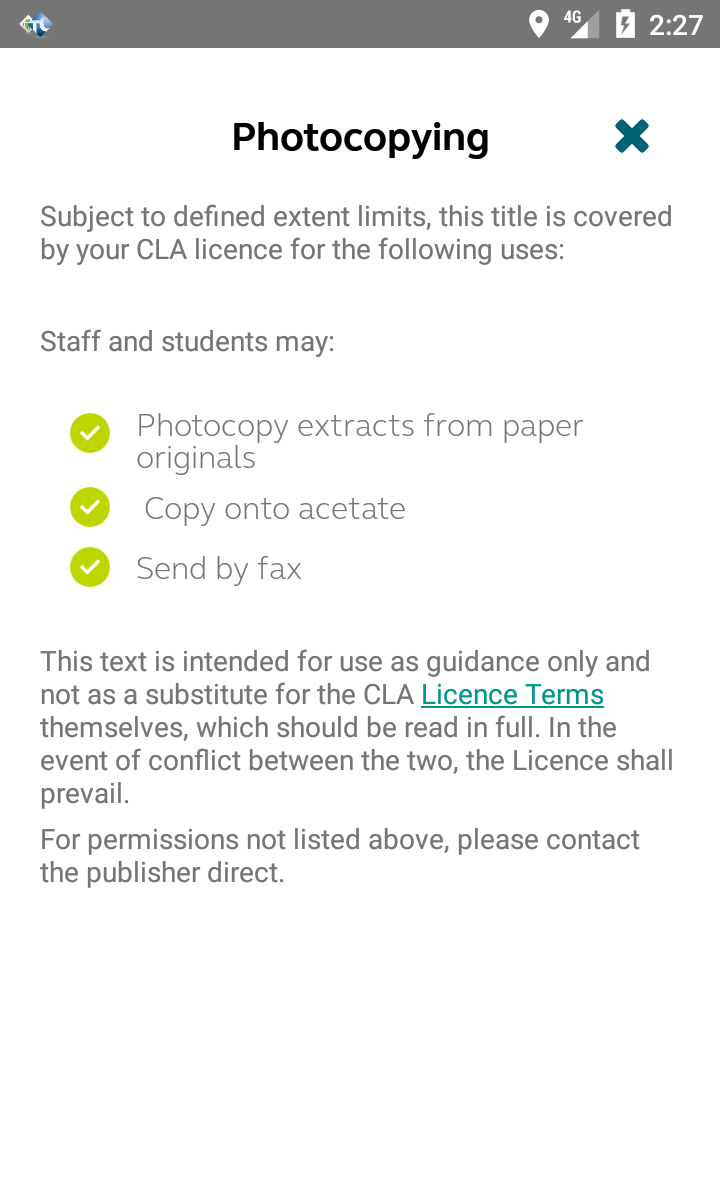 4G 2:27
Photocopying
Subject to defined extent limits, this title is covered
by your CLA licence for the following uses:
Staff and students may:
Photocopy extracts from paper
originals
Copy onto acetate
Send by fax
This text is intended for use as guidance only and
not as a substitute for the CLA Licence Terms
themselves, which should be read in full. In the
event of conflict between the two, the Licence shall
prevail.
For permissions not listed above, please contact
the publisher direct.